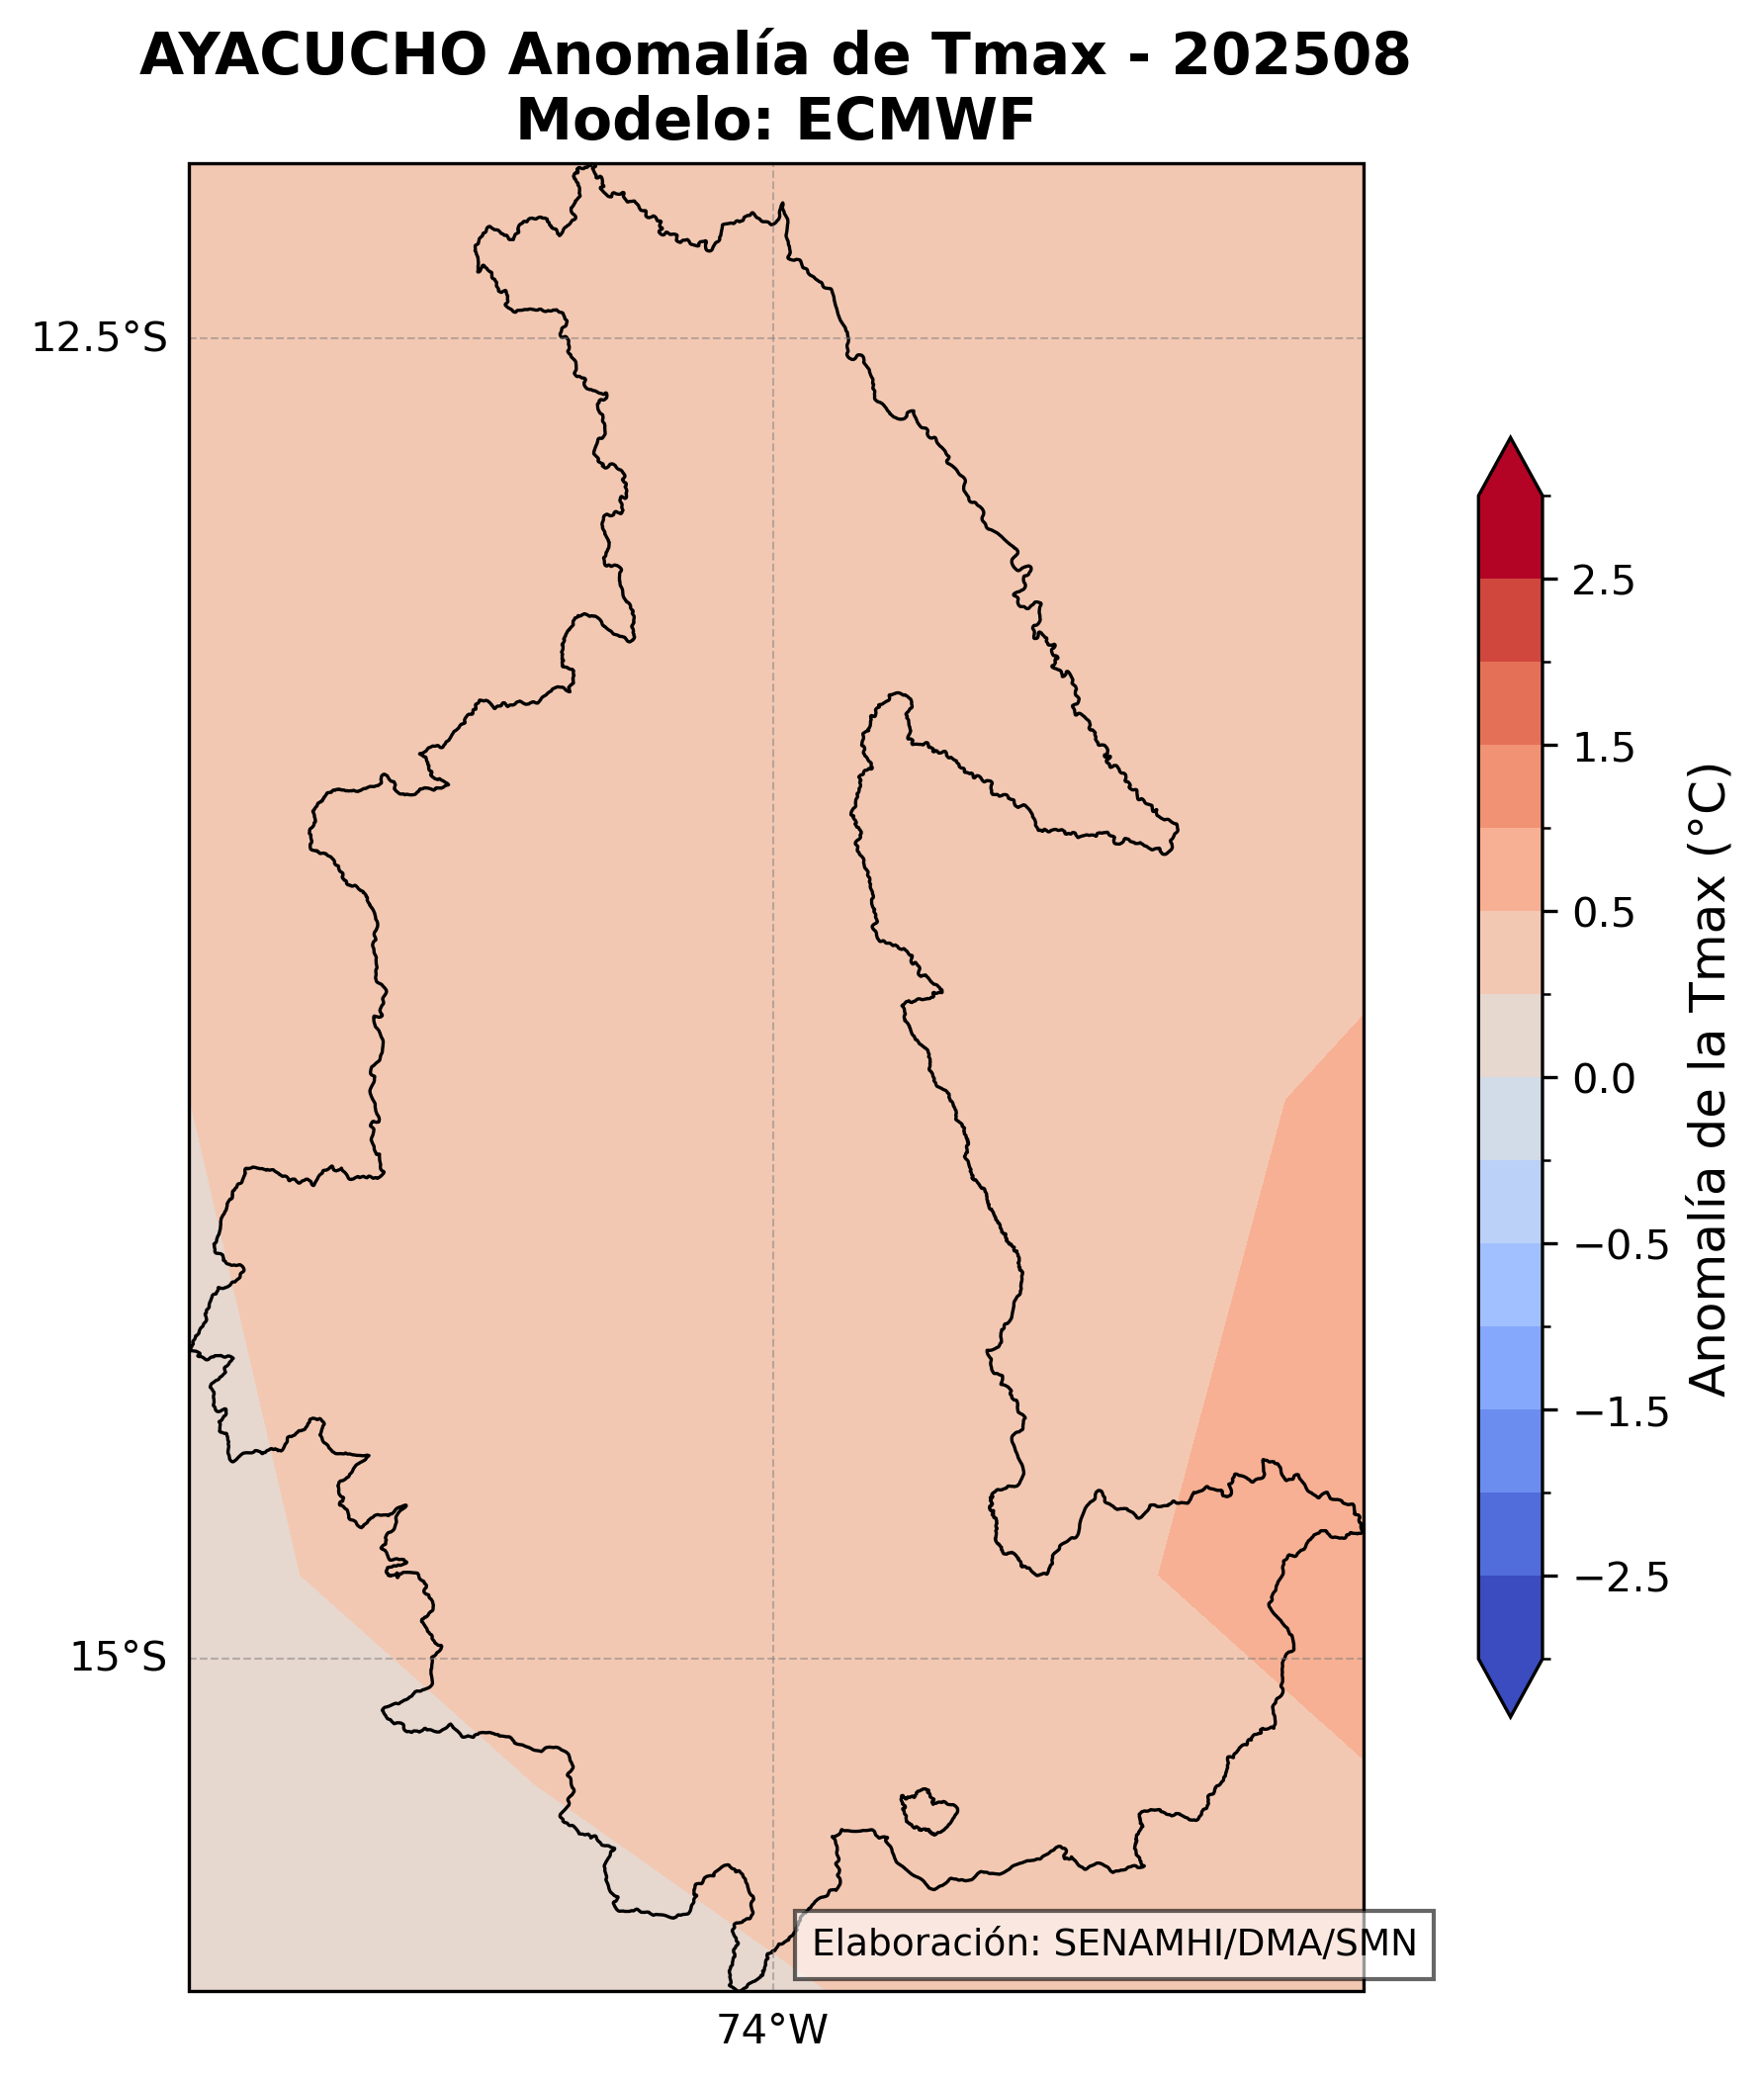 AYACUCHO Anomalía de Tmax - 202508
Modelo: ECMWF
12.5°S
15°S
74°W
2.5
1.5
0.5
0.0
−0.5
−1.5
−2.5
Anomalía de la Tmax (°C)
Elaboración: SENAMHI/DMA/SMN